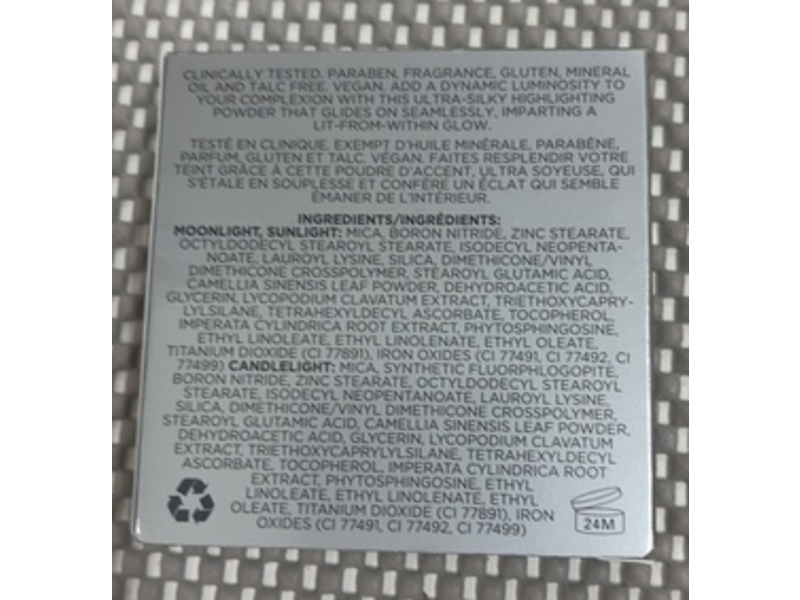 CLINICALLY TESTED. PARABEN, FRAGRANCE, GLUTEN, MINERAL
OIL AND TALC FREE. VEGAN. ADD A DYNAMIC LUMINOSITY TO
YOUR COMPLEXION WITH THIS ULTRA-SILKY HIGHLIGHTING
POWDER THAT GLIDES ON SEAMLESSLY, IMPARTING A
LIT-FROM-WITHIN GLOW.
TESTÉ EN CLINIQUE. EXEMPT D'HUILE MINÉRALE, PARABÈNE,
PARFUM, GLUTEN ET TALC. VÉGAN. FAITES RESPLENDIR VOTRE
TEINT GRÂCE À CETTE POUDRE D'ACCENT, ULTRA SOYEUSE, QUI
S'ÉTALE EN SOUPLESSE ET CONFÈRE UN ÉCLAT QUI SEMBLE
ÉMANER DE L'INTÉRIEUR.
INGREDIENTS/INGRÉDIENTS:
MOONLIGHT, SUNLIGHT: MICA, BORON NITRIDE, ZINC STEARATE,
OCTYLDODECYL STEAROYL STEARATE, ISODECYL NEOPENTA-
NOATE, LAUROYL LYSINE, SILICA, DIMETHICONE/VINYL
DIMETHICONE CROSSPOLYMER, STEAROYL GLUTAMIC ACID,
CAMELLIA SINENSIS LEAF POWDER, DEHYDROACETIC ACID,
GLYCERIN, LYCOPODIUM CLAVATUM EXTRACT, TRIETHOXYCAPRY-
LYLSILANE, TETRAHEXYLDECYL ASCORBATE, TOCOPHEROL,
IMPERATA CYLINDRICA ROOT EXTRACT, PHYTOSPHINGOSINE,
ETHYL LINOLEATE, ETHYL LINOLENATE, ETHYL OLEATE,
TITANIUM DIOXIDE (CI 77891), IRON OXIDES (CI 77491, CI 77492, CI
77499) CANDLELIGHT: MICA, SYNTHETIC FLUORPHLOGOPITE,
BORON NITRIDE, ZINC STEARATE, OCTYLDODECYL STEAROYL
STEARATE, ISODECYL NEOPENTANOATE, LAUROYL LYSINE,
SILICA, DIMETHICONE/VINYL DIMETHICONE CROSSPOLYMER,
STEAROYL GLUTAMIC ACID, CAMELLIA SINENSIS LEAF POWDER,
DEHYDROACETIC ACID, GLYCERIN, LYCOPODIUM CLAVATUM
EXTRACT, TRIETHOXYCAPRYLYLSILANE, TETRAHEXYLDECYL
ASCORBATE, TOCOPHEROL, IMPERATA CYLINDRICA ROOT
EXTRACT, PHYTOSPHINGOSINE, ETHYL
LINOLEATE, ETHYL LINOLENATE, ETHYL
OLEATE, TITANIUM DIOXIDE (CI 77891), IRON
OXIDES (CI 77491, CI 77492, CI 77499)
24M